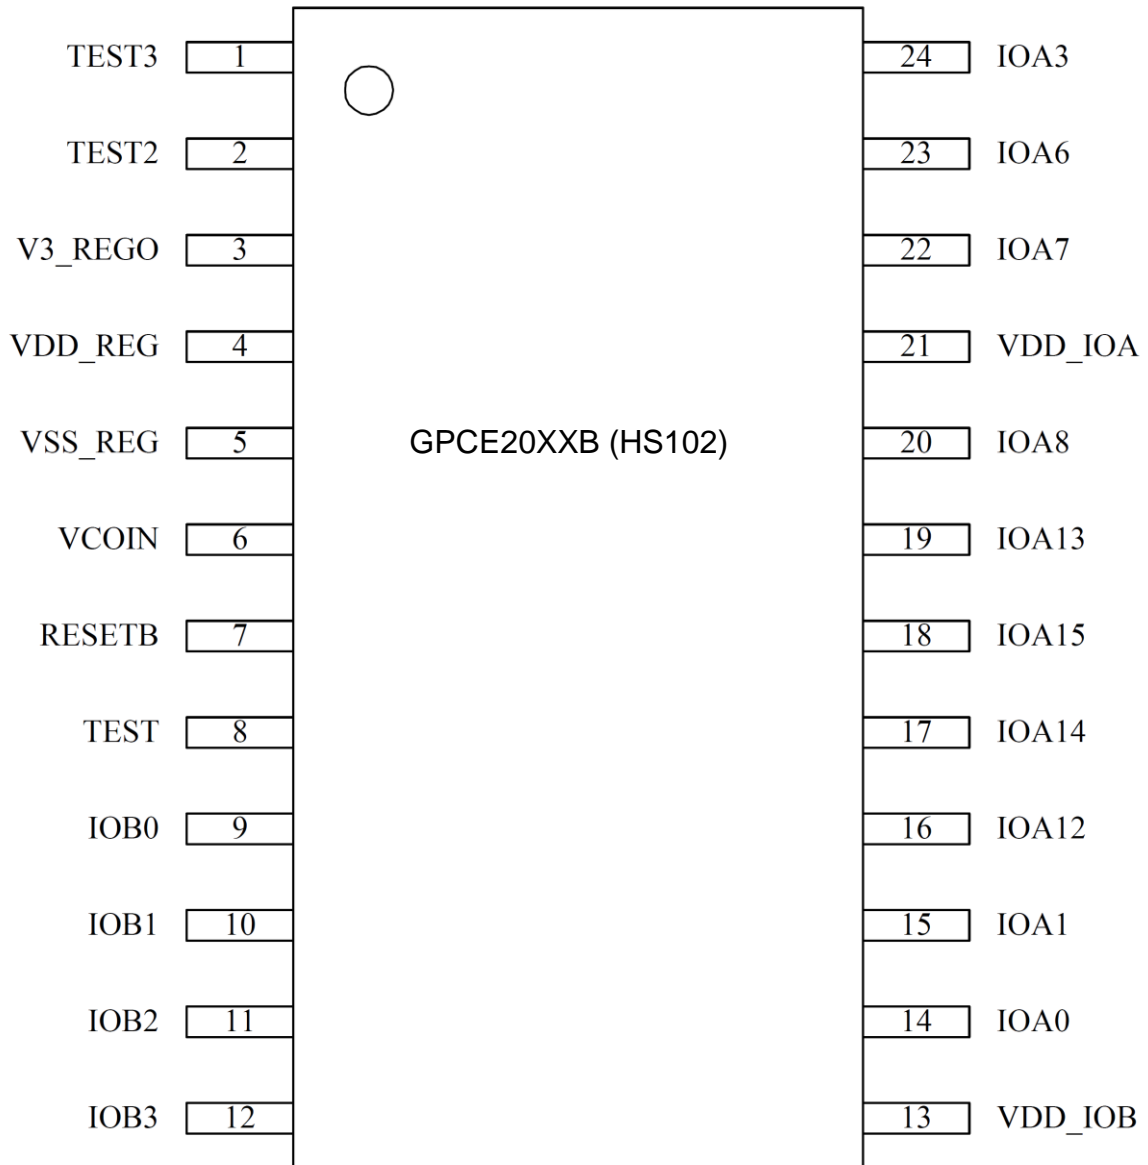 TEST3 1 24 IOA3
TEST2 2 23 IOA6
V3_REGO 3 22 IOA7
VDD_REG 4 21 VDD_IOA
VSS_REG 5 GPCE20XXB (HS102) 20 IOA8
VCOIN 6 19 IOA13
RESETB 7 18 IOA15
TEST 8 17 IOA14
IOB0 9 16 IOA12
IOB1 10 15 IOA1
IOB2 11 14 IOA0
IOB3 12 13 VDD_IOB